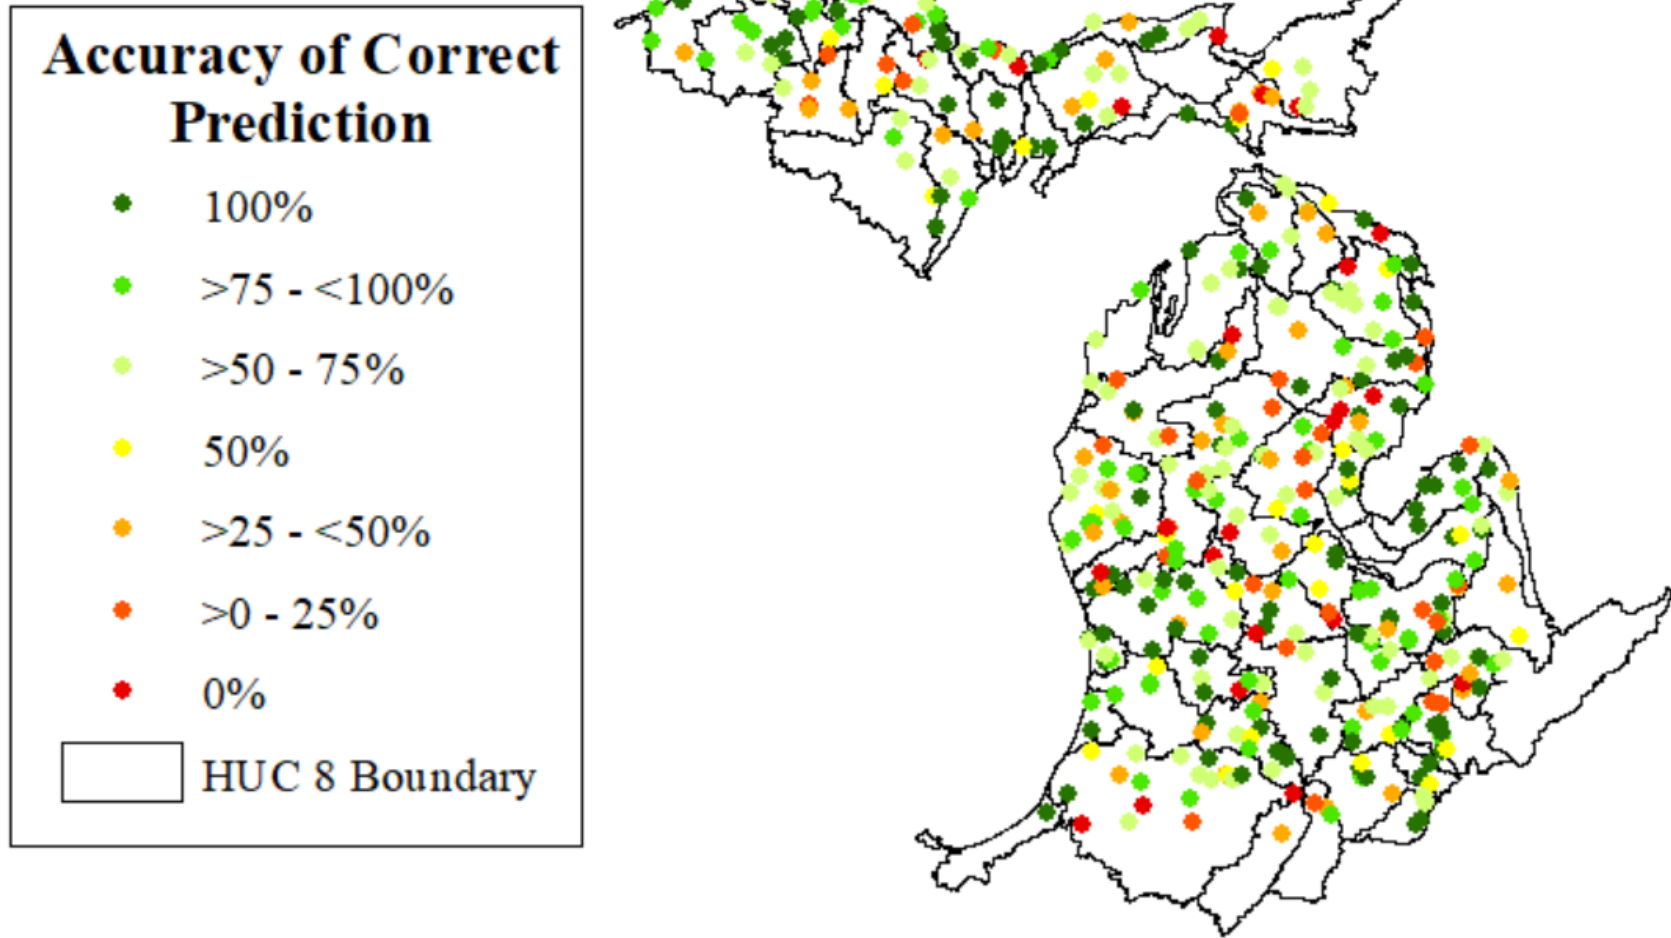 Accuracy of Correct
Prediction
100%
>75 - <100%
>50 - 75%
50%
>25 - <50%
>0 - 25%
0%
HUC 8 Boundary